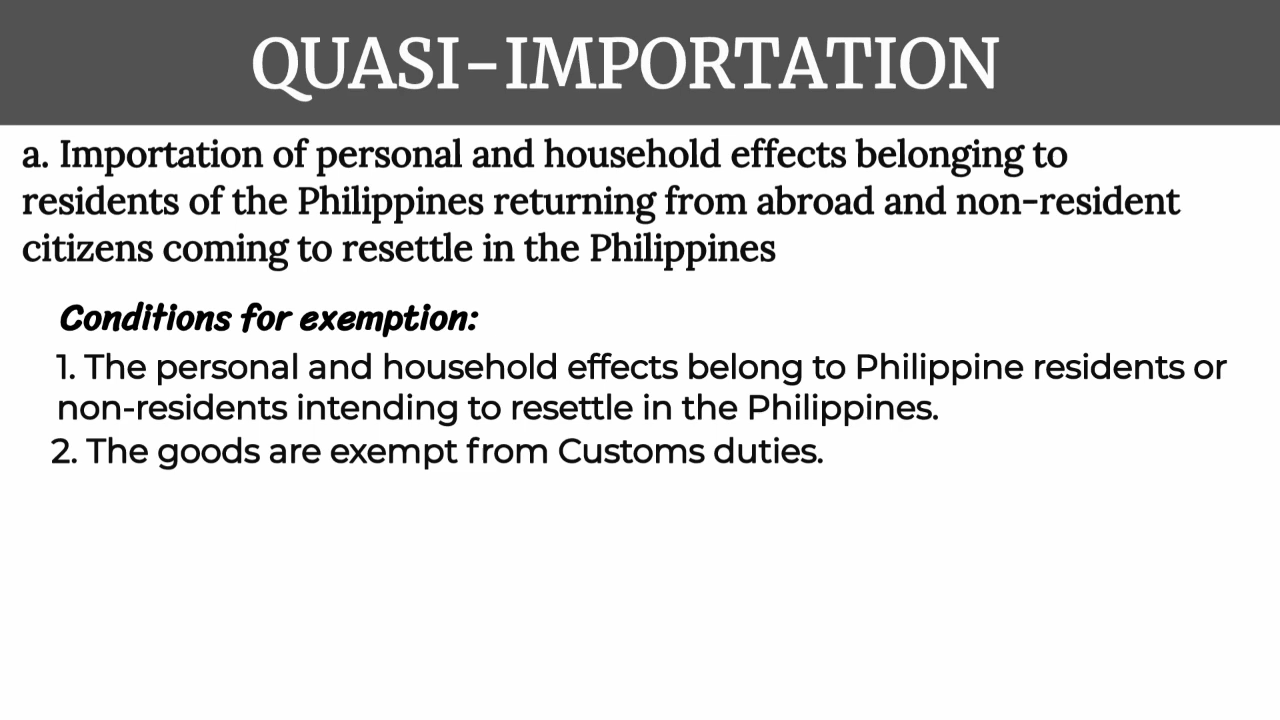 QUASI-IMPORTATION
a. Importation of personal and household effects belonging to
residents of the Philippines returning from abroad and non-resident
citizens coming to resettle in the Philippines
Conditions for exemption:
1. The personal and household effects belong to Philippine residents or
non-residents intending to resettle in the Philippines.
2. The goods are exempt from Customs duties.